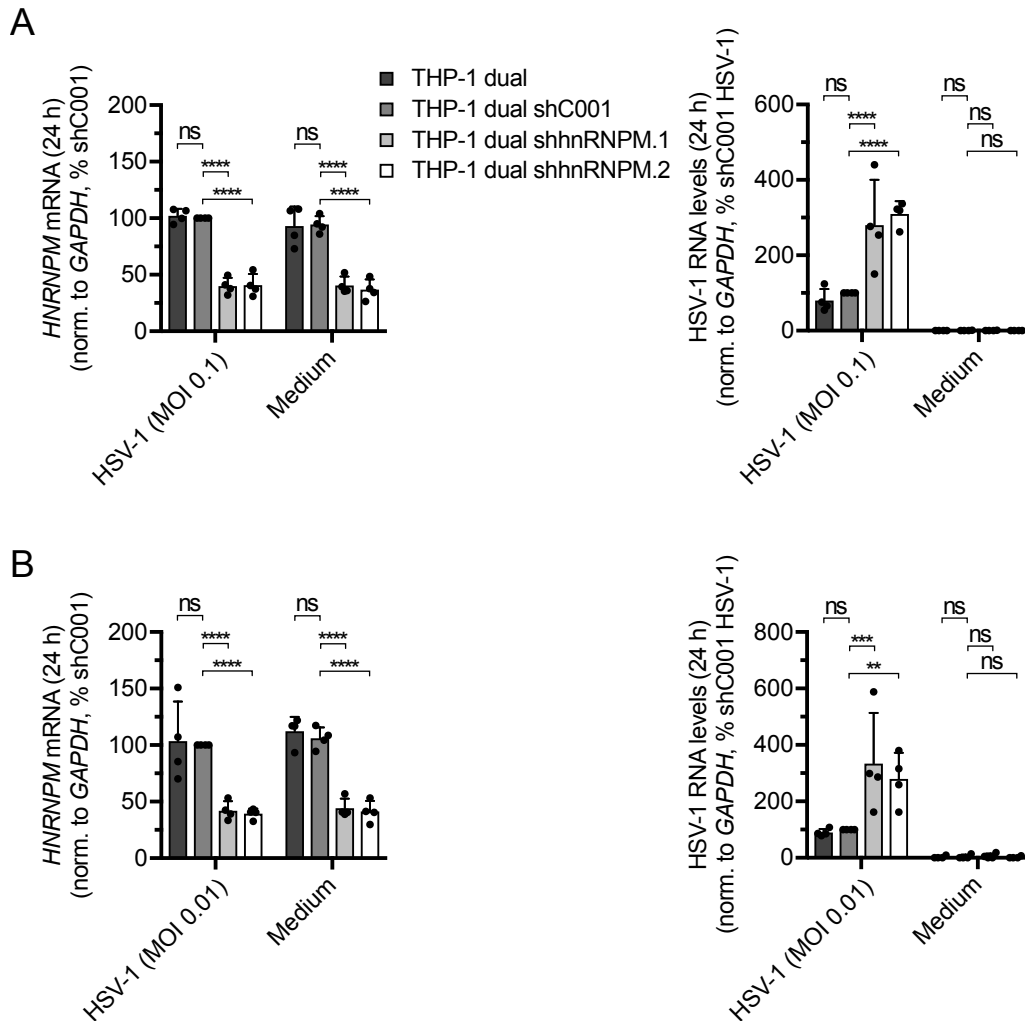 A
THP-1 dual
THP-1 dual shC001
THP-1 dual shhnRNPM.1
THP-1 dual shhnRNPM.2
HNRNPM mRNA (24 h)
(norm. to GAPDH, % shC001)
200
150
100
50
0
ns
****
****
ns
****
****
HSV-1 (MOI 0.1)
Medium
HSV-1 RNA levels (24 h)
(norm. to GAPDH, % shC001 HSV-1)
600
400
200
0
ns
****
****
ns
ns
ns
HSV-1 (MOI 0.1)
Medium
B
HNRNPM mRNA (24 h)
(norm. to GAPDH, % shC001)
200
150
100
50
0
ns
****
****
ns
****
****
HSV-1 (MOI 0.01)
Medium
HSV-1 RNA levels (24 h)
(norm. to GAPDH, % shC001 HSV-1)
800
600
400
200
0
ns
***
**
ns
ns
ns
HSV-1 (MOI 0.01)
Medium